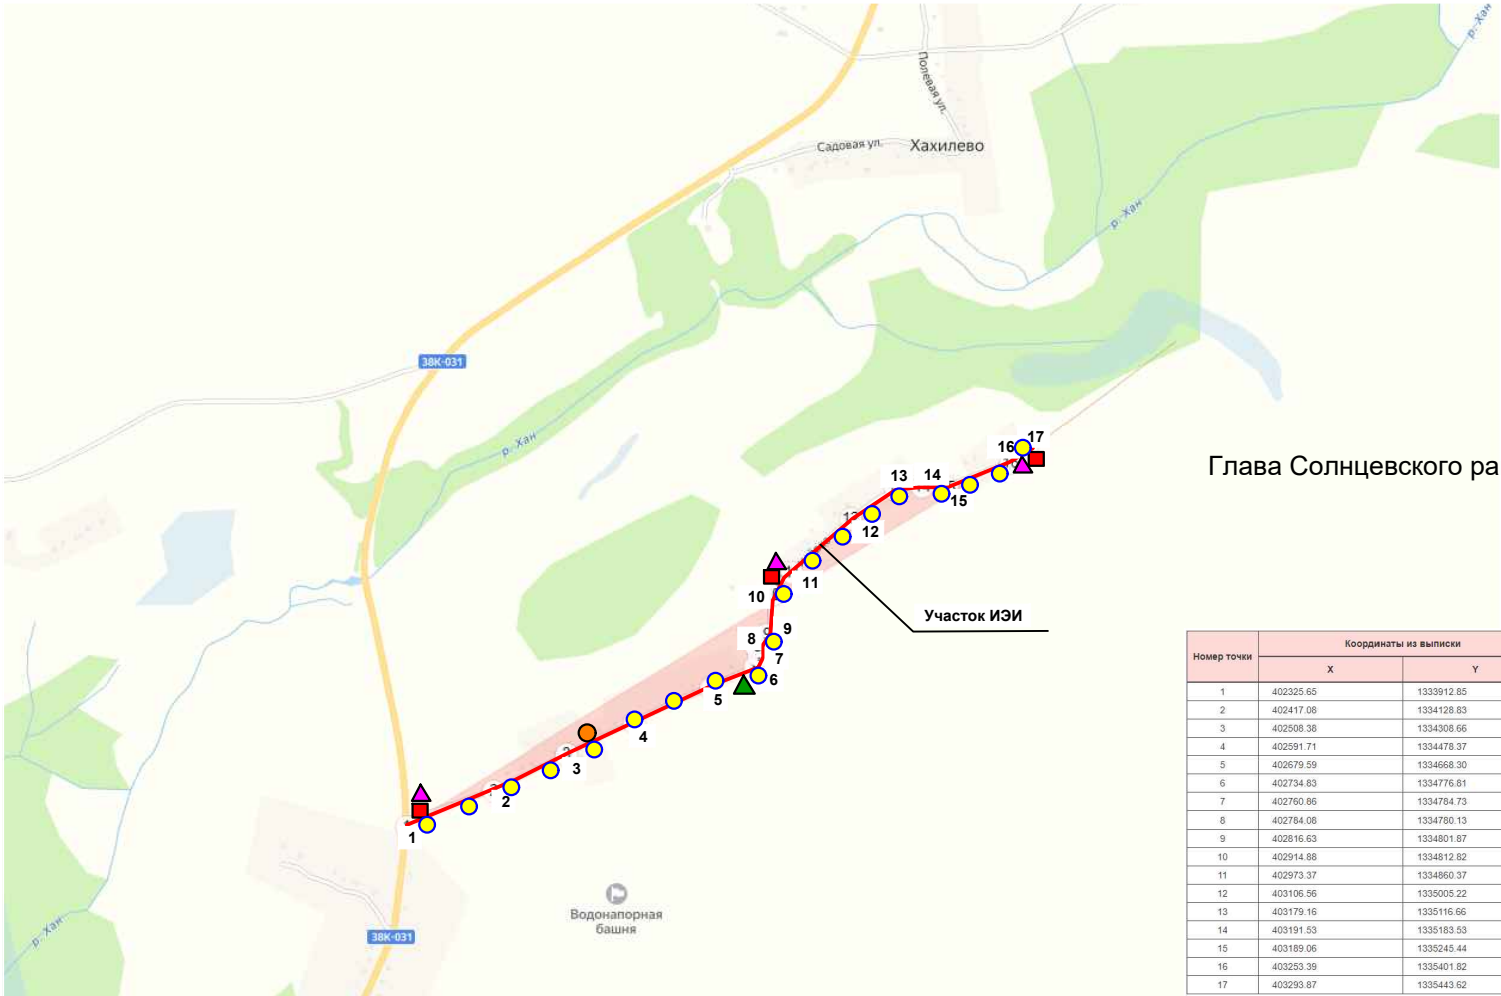 р. Хан
Полевая ул.
Садовая ул.
Хахилево
р. Хан
38К-031
р. Хан
16
17
Глава Солнцевского ра
13
14
15
12
11
10
Участок ИЭИ
8
9
7
6
5
4
3
2
1
р. Хан
Водонапорная
башня
38К-031
Номер точки
Координаты из выписки
X Y
1 402325.65 1333912.85
2 402417.08 1334128.83
3 402508.38 1334308.66
4 402591.71 1334478.37
5 402679.59 1334668.30
6 402734.83 1334776.81
7 402760.86 1334784.73
8 402784.08 1334780.13
9 402816.63 1334801.87
10 402914.88 1334812.82
11 402973.37 1334860.37
12 403106.56 1335005.22
13 403179.16 1335116.66
14 403191.53 1335183.53
15 403189.06 1335245.44
16 403253.39 1335401.82
17 403293.87 1335443.62